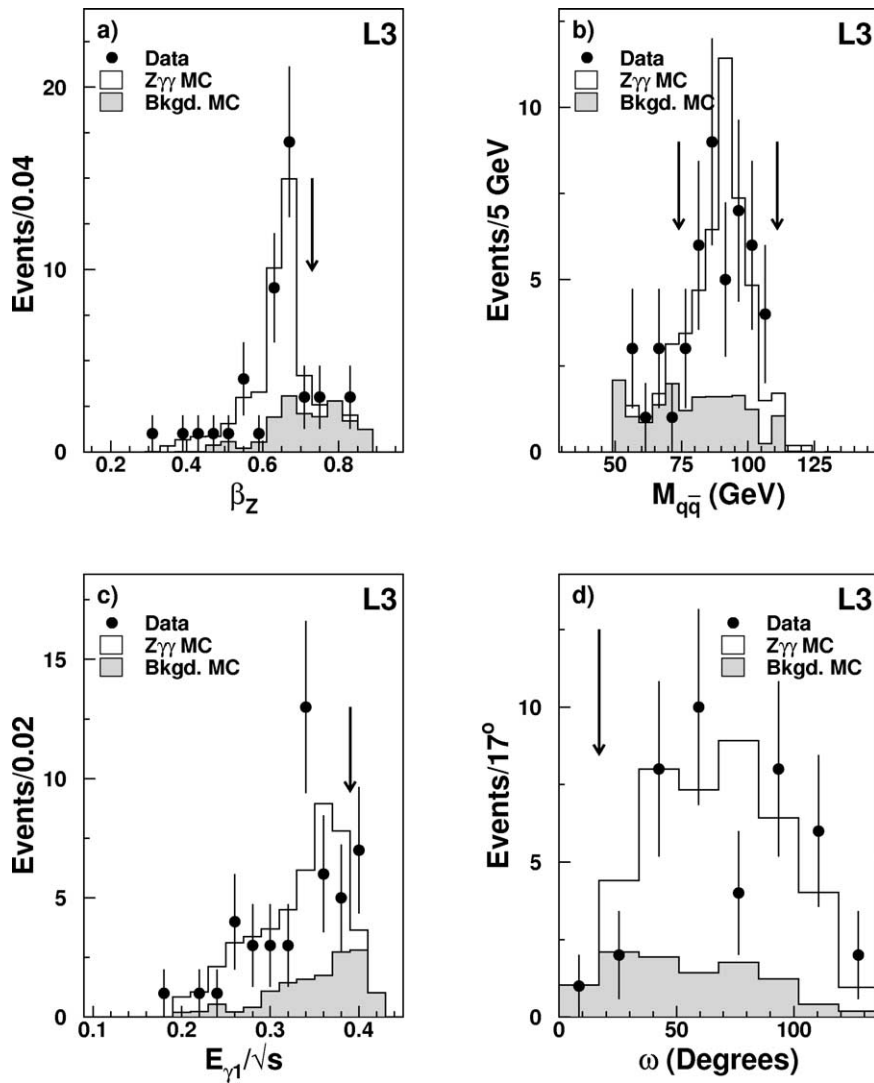 a)
L3
Data
Zγγ MC
Bkgd. MC
Events/0.04
20
10
0
0.2
0.4
0.6
0.8
β_Z
b)
L3
Data
Zγγ MC
Bkgd. MC
Events/5 GeV
10
5
0
50
75
100
125
M_qq̄ (GeV)
c)
L3
Data
Zγγ MC
Bkgd. MC
Events/0.02
15
10
5
0
0.1
0.2
0.3
0.4
E_γ1/√s
d)
L3
Data
Zγγ MC
Bkgd. MC
Events/17°
10
5
0
0
50
100
ω (Degrees)